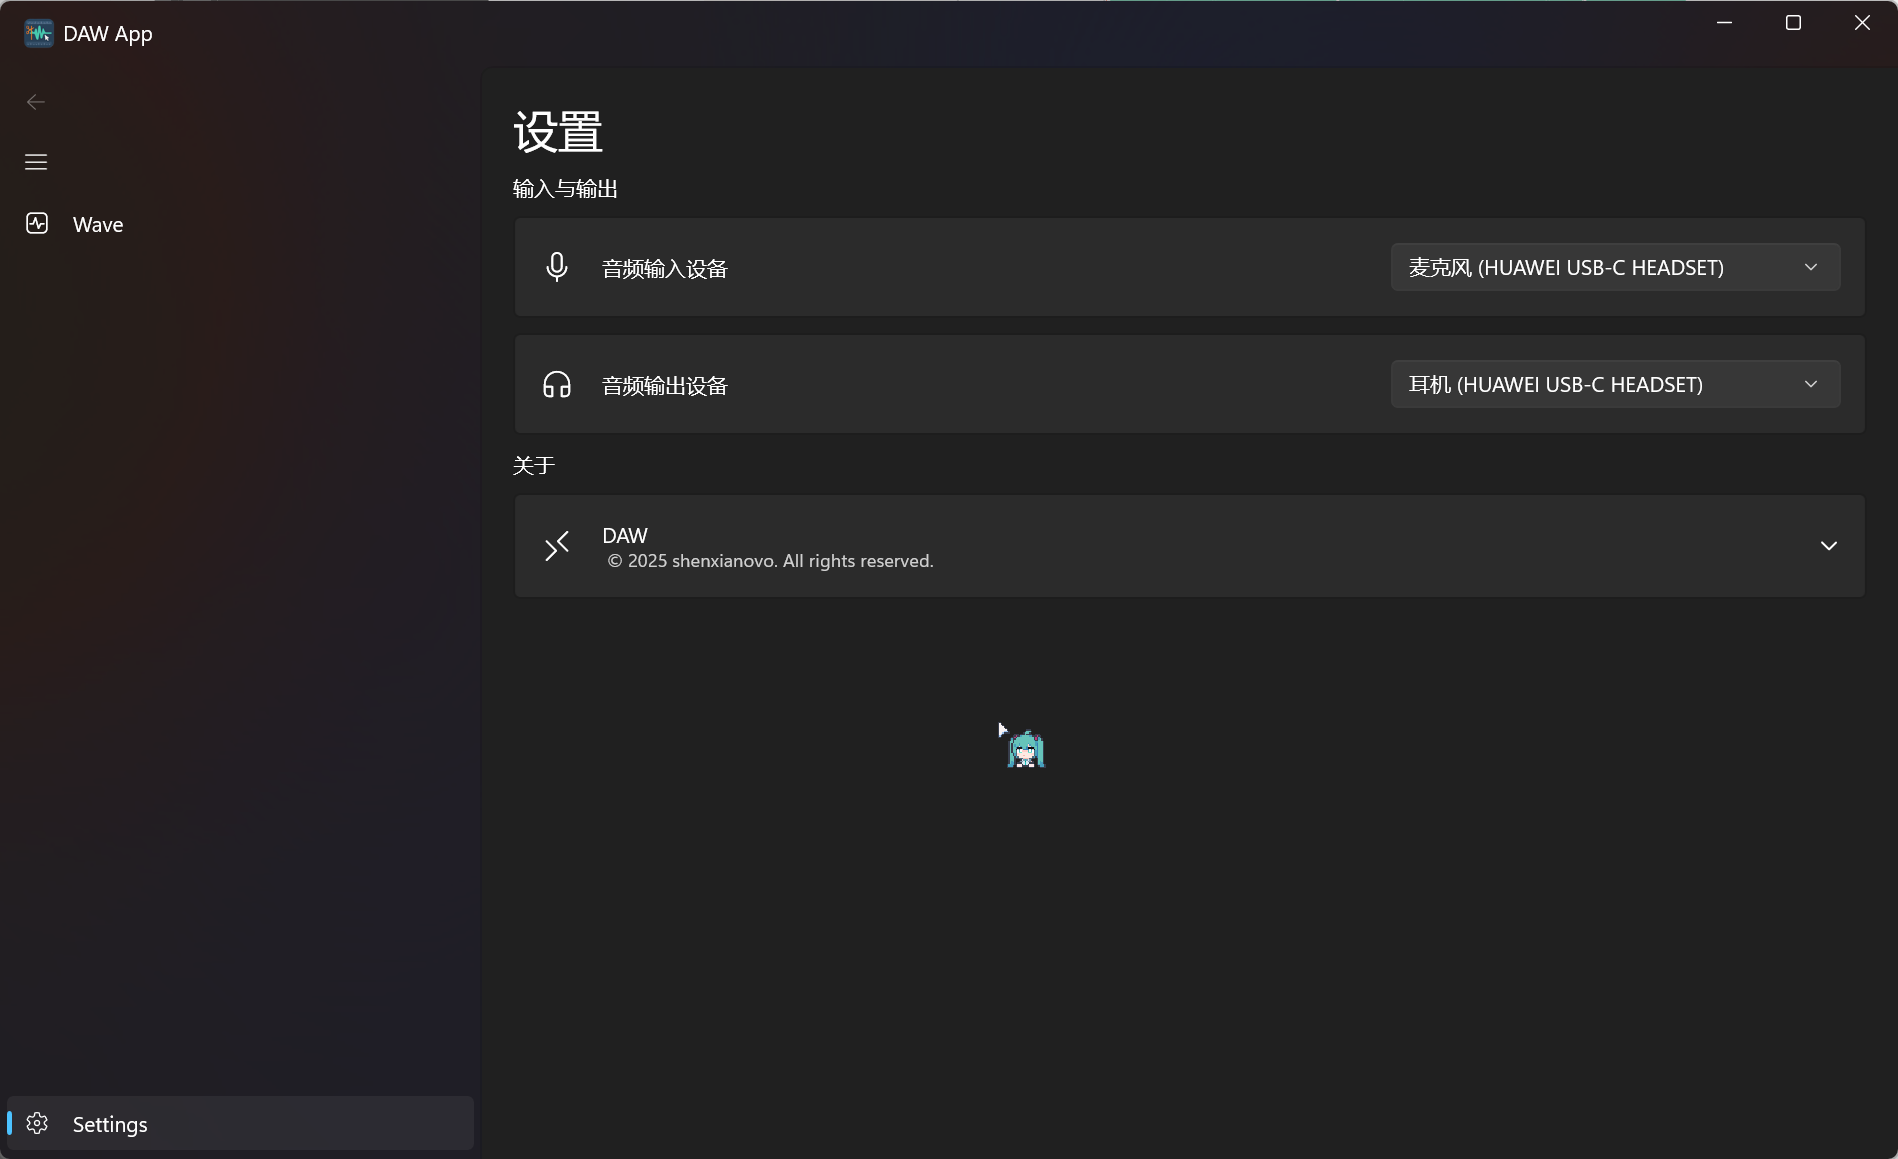 DAW App
Wave
Settings
设置
输入与输出
音频输入设备
麦克风 (HUAWEI USB-C HEADSET)
音频输出设备
耳机 (HUAWEI USB-C HEADSET)
关于
DAW
© 2025 shenxianovo. All rights reserved.